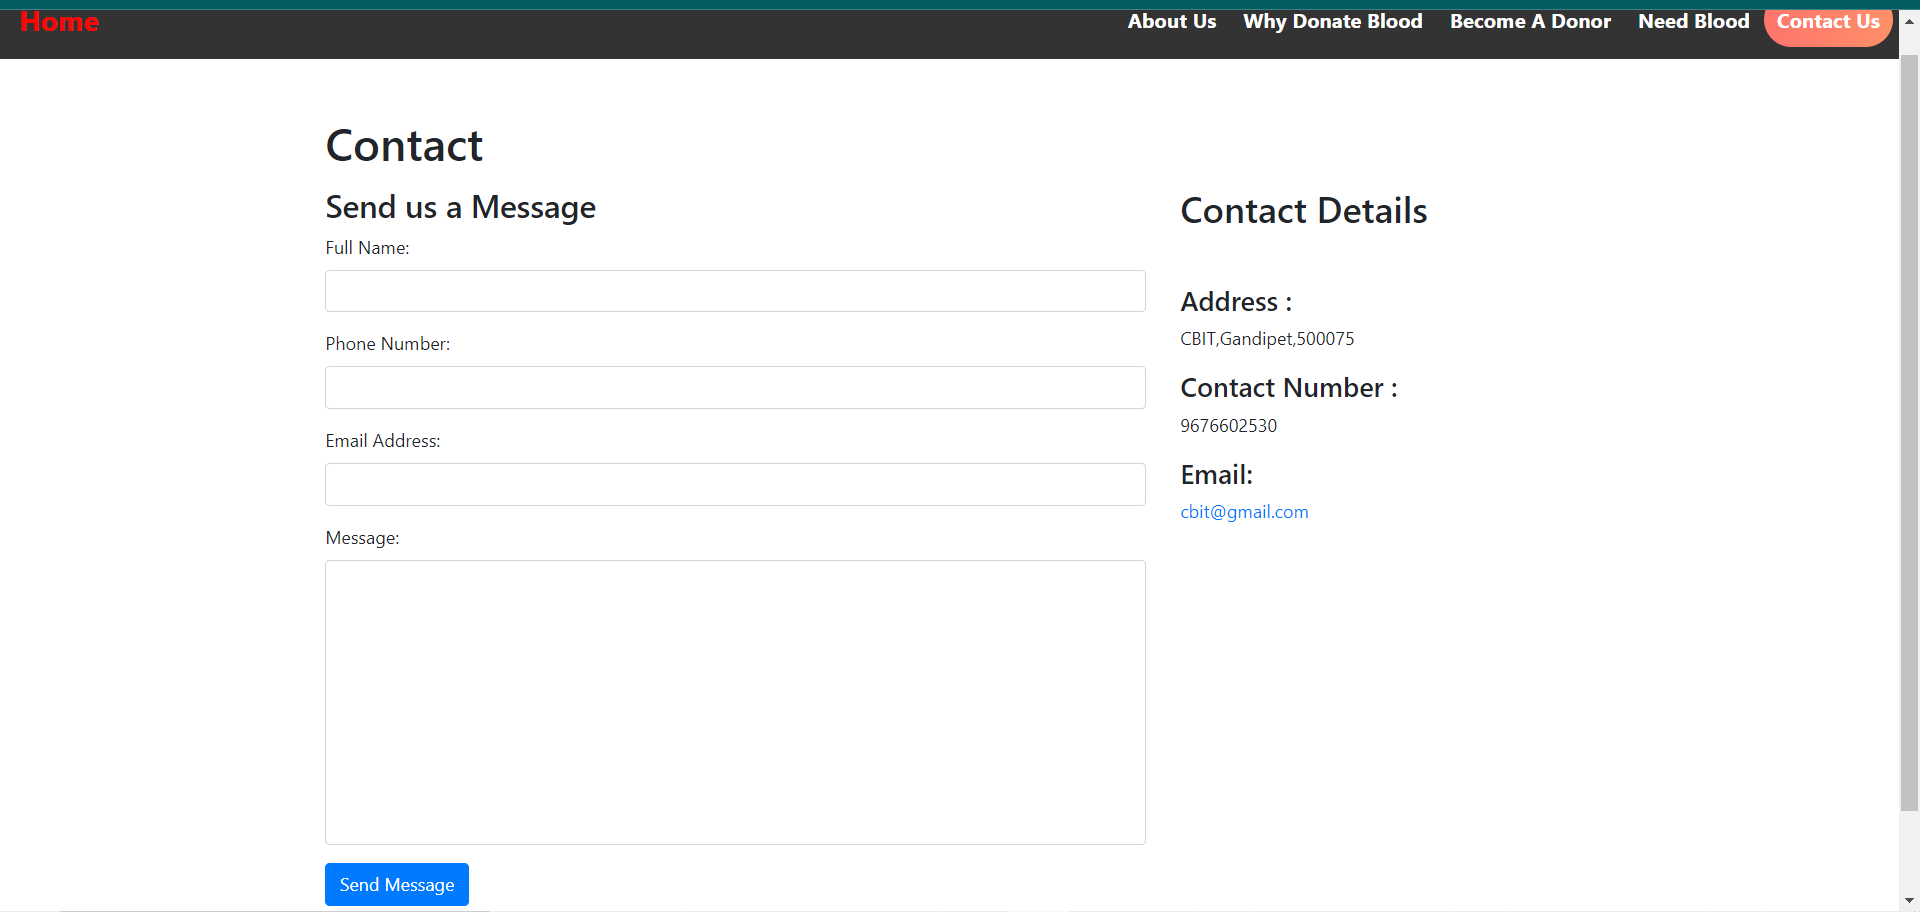 Home About Us Why Donate Blood Become A Donor Need Blood Contact Us
Contact
Send us a Message
Full Name:
Phone Number:
Email Address:
Message:
Send Message
Contact Details
Address :
CBIT,Gandipet,500075
Contact Number :
9676602530
Email:
cbit@gmail.com